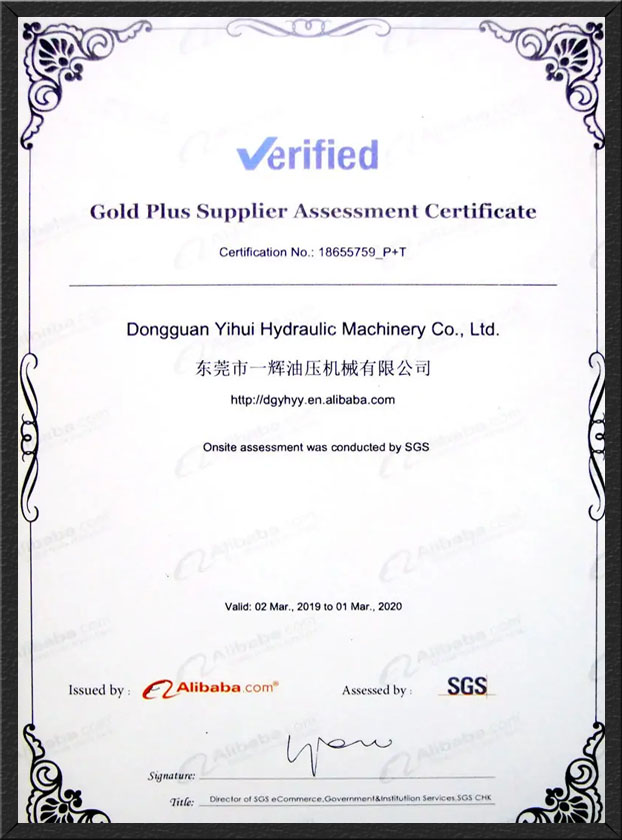 Verified
Gold Plus Supplier Assessment Certificate
Certification No.: 18655759_P+T
Dongguan Yihui Hydraulic Machinery Co., Ltd.
东莞市一辉油压机械有限公司
http://dgyhyy.en.alibaba.com
Onsite assessment was conducted by SGS
Valid: 02 Mar., 2019 to 01 Mar., 2020
Issued by : Alibaba.com®
Assessed by : SGS
Signature:
Title: Director of SGS eCommerce,Government&Institution Services,SGS CHK